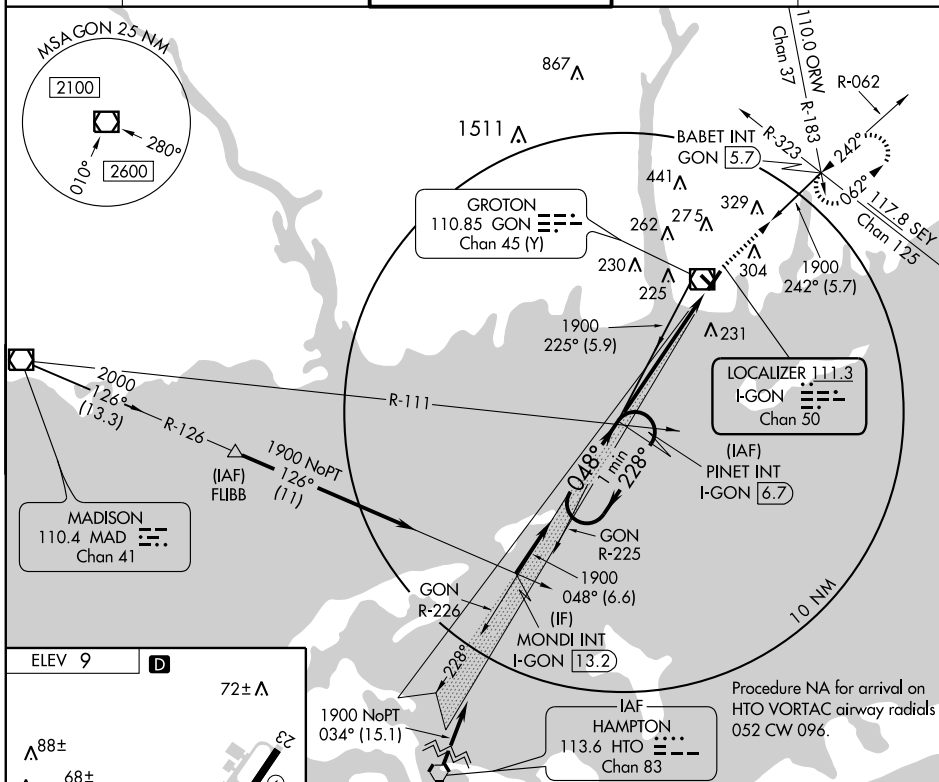 MSA GON 25 NM
2100
280°
010°
2600
867
1511
110.0 ORW
Chan 37
R-183
R-062
R-323
242°
062°
BABET INT
GON 5.7
117.8 SEY
Chan 125
441
329
275
262
230
225
304
231
GROTON
110.85 GON
Chan 45 (Y)
1900
242° (5.7)
1900
225° (5.9)
LOCALIZER 111.3
I-GON
Chan 50
2000
126°
(13.3)
R-126
R-111
(IAF)
FLIBB
1900 NoPT
126°
(11)
(IAF)
PINET INT
I-GON 6.7
048°
1 min
228°
MADISON
110.4 MAD
Chan 41
GON
R-225
1900
048° (6.6)
GON
R-226
(IF)
MONDI INT
I-GON 13.2
228°
10 NM
ELEV 9
D
72±
88±
68±
23
1900 NoPT
034° (15.1)
IAF
HAMPTON
113.6 HTO
Chan 83
Procedure NA for arrival on
HTO VORTAC airway radials
052 CW 096.